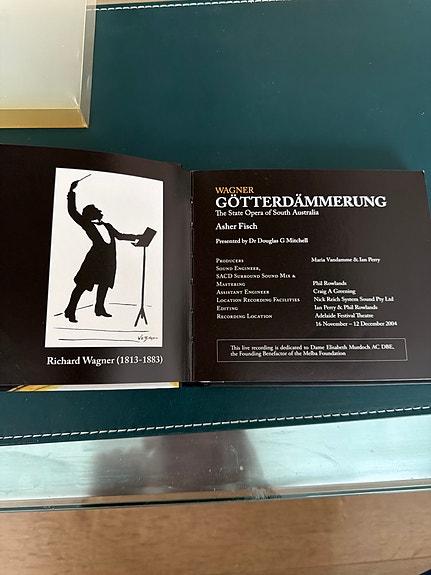 Richard Wagner (1813-1883)
WAGNER
GÖTTERDÄMMERUNG
The State Opera of South Australia
Asher Fisch
Presented by Dr Douglas G Mitchell
Producers Maria Vandamme & Ian Perry
Sound Engineer,
SACD Surround Sound Mix &
Mastering Phil Rowlands
Assistant Engineer Craig A Greening
Location Recording Facilities Nick Reich System Sound Pty Ltd
Editing Ian Perry & Phil Rowlands
Recording Location Adelaide Festival Theatre
16 November – 12 December 2004
This live recording is dedicated to Dame Elisabeth Murdoch AC DBE,
the Founding Benefactor of the Melba Foundation